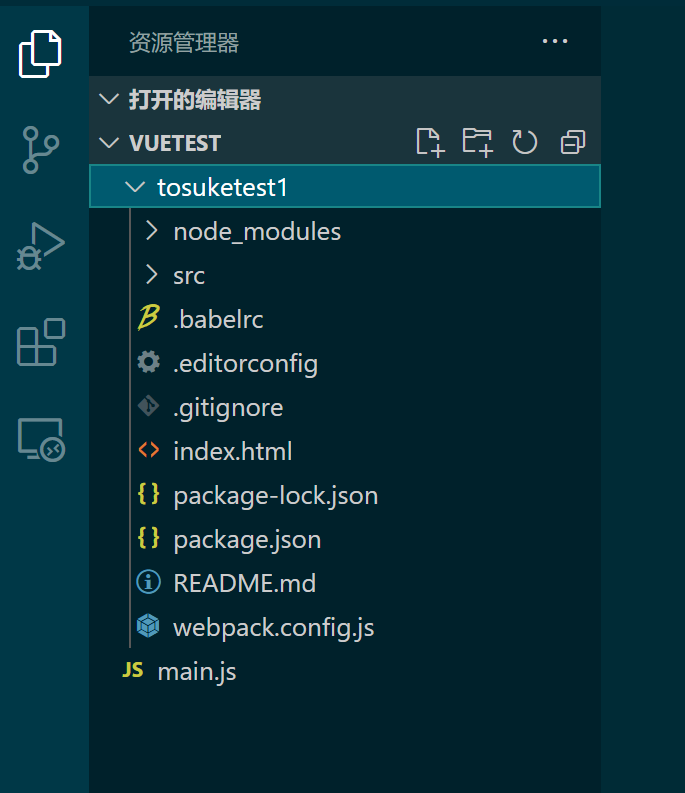 资源管理器
打开的编辑器
VUETEST
tosuketest1
node_modules
src
.babelrc
.editorconfig
.gitignore
index.html
package-lock.json
package.json
README.md
webpack.config.js
JS main.js